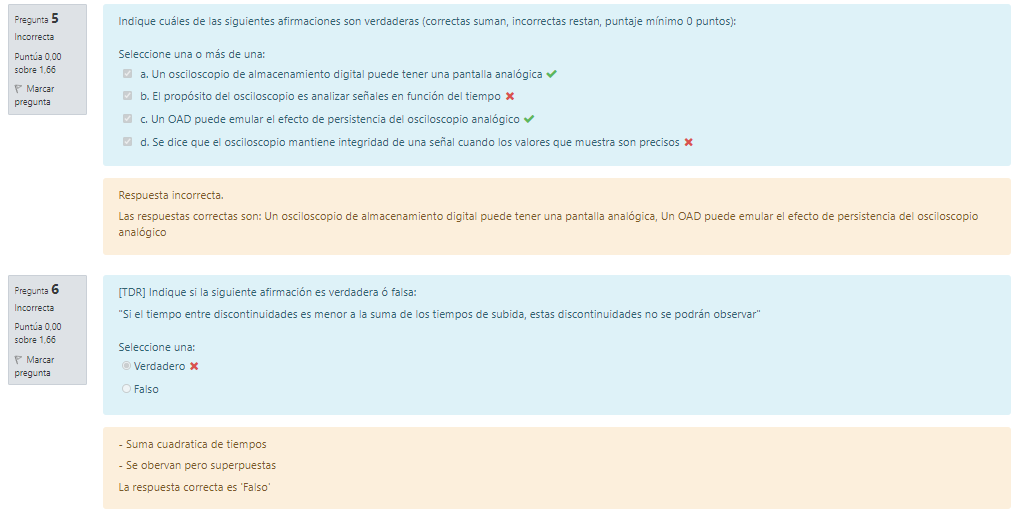 Pregunta 5
Incorrecta
Puntúa 0,00
sobre 1,66
Marcar
pregunta
Indique cuáles de las siguientes afirmaciones son verdaderas (correctas suman, incorrectas restan, puntaje mínimo 0 puntos):
Seleccione una o más de una:
a. Un osciloscopio de almacenamiento digital puede tener una pantalla analógica
b. El propósito del osciloscopio es analizar señales en función del tiempo
c. Un OAD puede emular el efecto de persistencia del osciloscopio analógico
d. Se dice que el osciloscopio mantiene integridad de una señal cuando los valores que muestra son precisos
Respuesta incorrecta.
Las respuestas correctas son: Un osciloscopio de almacenamiento digital puede tener una pantalla analógica, Un OAD puede emular el efecto de persistencia del osciloscopio
analógico
Pregunta 6
Incorrecta
Puntúa 0,00
sobre 1,66
Marcar
pregunta
[TDR] Indique si la siguiente afirmación es verdadera ó falsa:
"Si el tiempo entre discontinuidades es menor a la suma de los tiempos de subida, estas discontinuidades no se podrán observar"
Seleccione una:
Verdadero
Falso
- Suma cuadratica de tiempos
- Se obervan pero superpuestas
La respuesta correcta es 'Falso'